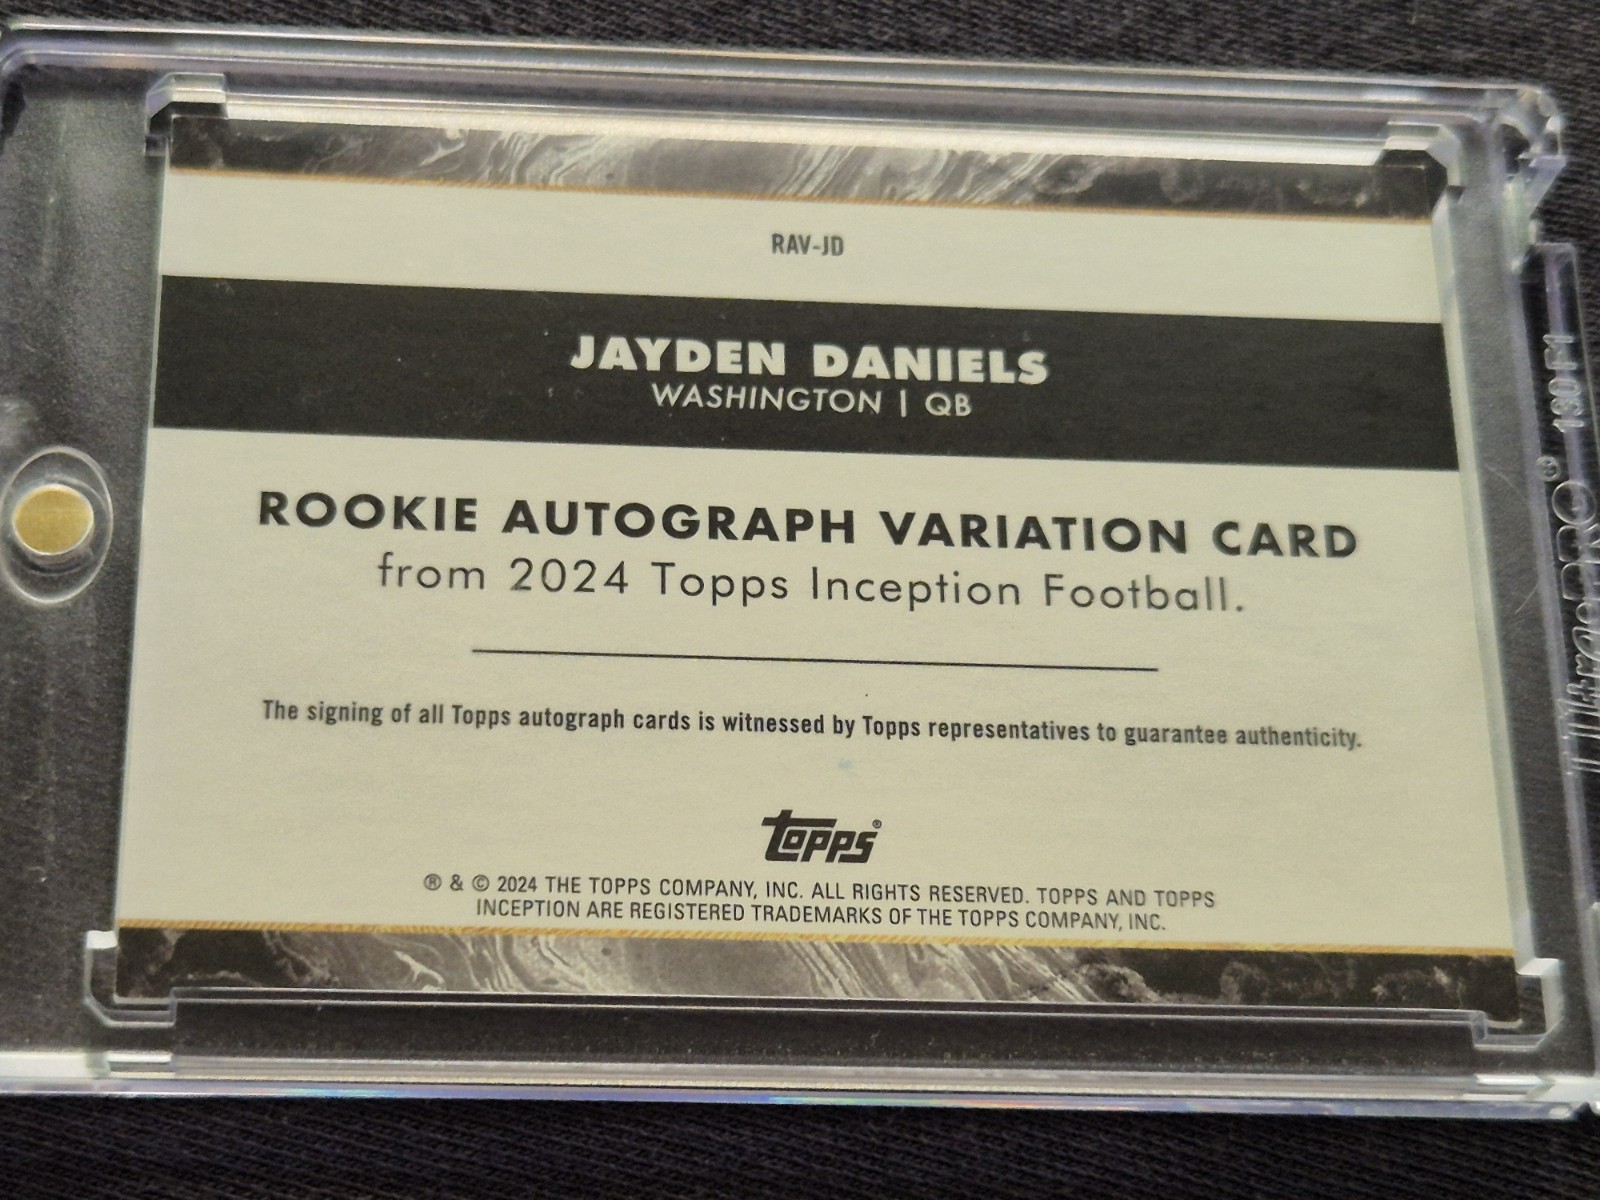 RAV-JD
JAYDEN DANIELS
WASHINGTON | QB
ROOKIE AUTOGRAPH VARIATION CARD
from 2024 Topps Inception Football.
The signing of all Topps autograph cards is witnessed by Topps representatives to guarantee authenticity.
topps®
® & © 2024 THE TOPPS COMPANY, INC. ALL RIGHTS RESERVED. TOPPS AND TOPPS
INCEPTION ARE REGISTERED TRADEMARKS OF THE TOPPS COMPANY, INC.
Ultra PRO®